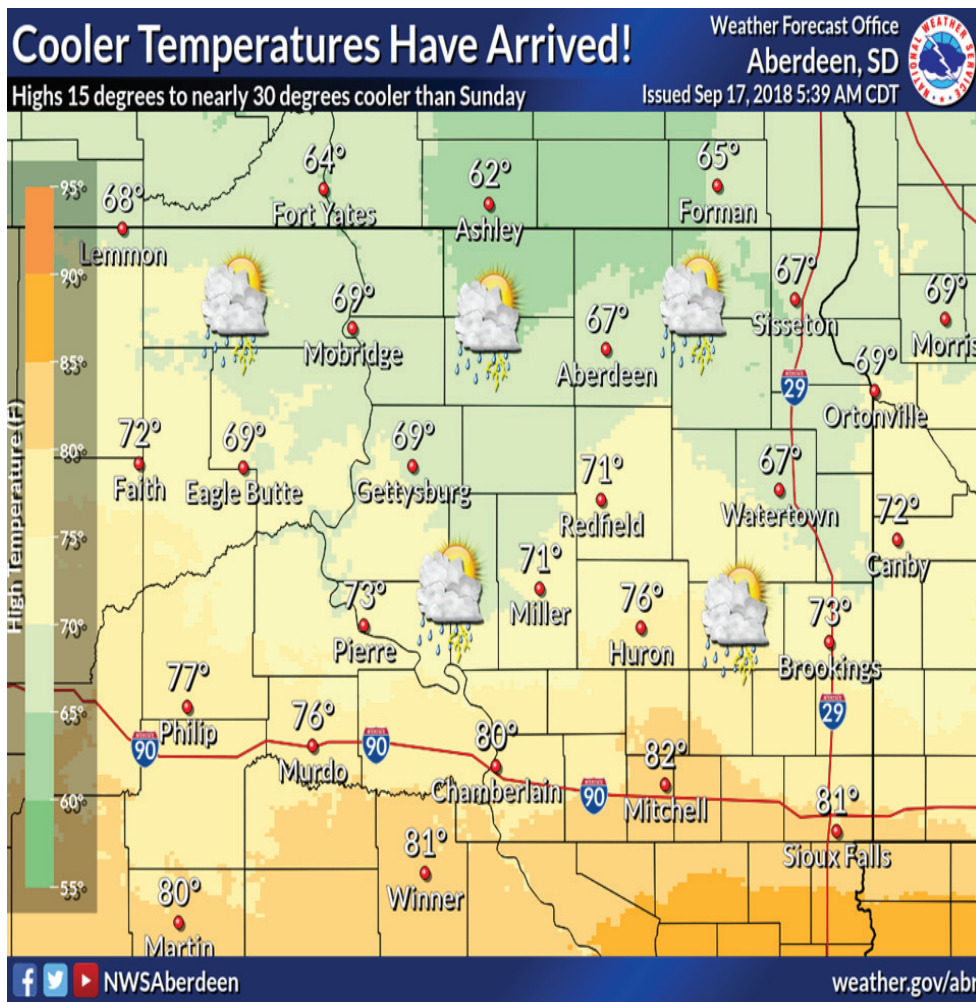 Cooler Temperatures Have Arrived!
Highs 15 degrees to nearly 30 degrees cooler than Sunday
Weather Forecast Office
Aberdeen, SD
Issued Sep 17, 2018 5:39 AM CDT
NATIONAL WEATHER SERVICE
High Temperature (F)
95°
90°
85°
80°
75°
70°
65°
60°
55°
68°
Lemmon
64°
Fort Yates
62°
Ashley
65°
Forman
69°
Mobridge
67°
Aberdeen
67°
Sisseton
69°
Morris
29
69°
Ortonville
72°
Faith
69°
Eagle Butte
69°
Gettysburg
71°
Redfield
67°
Watertown
72°
Canby
73°
Pierre
71°
Miller
76°
Huron
73°
Brookings
29
77°
Philip
90
76°
Murdo
90
80°
Chamberlain
90
82°
Mitchell
81°
Sioux Falls
80°
Martin
81°
Winner
NWSAberdeen
weather.gov/abr